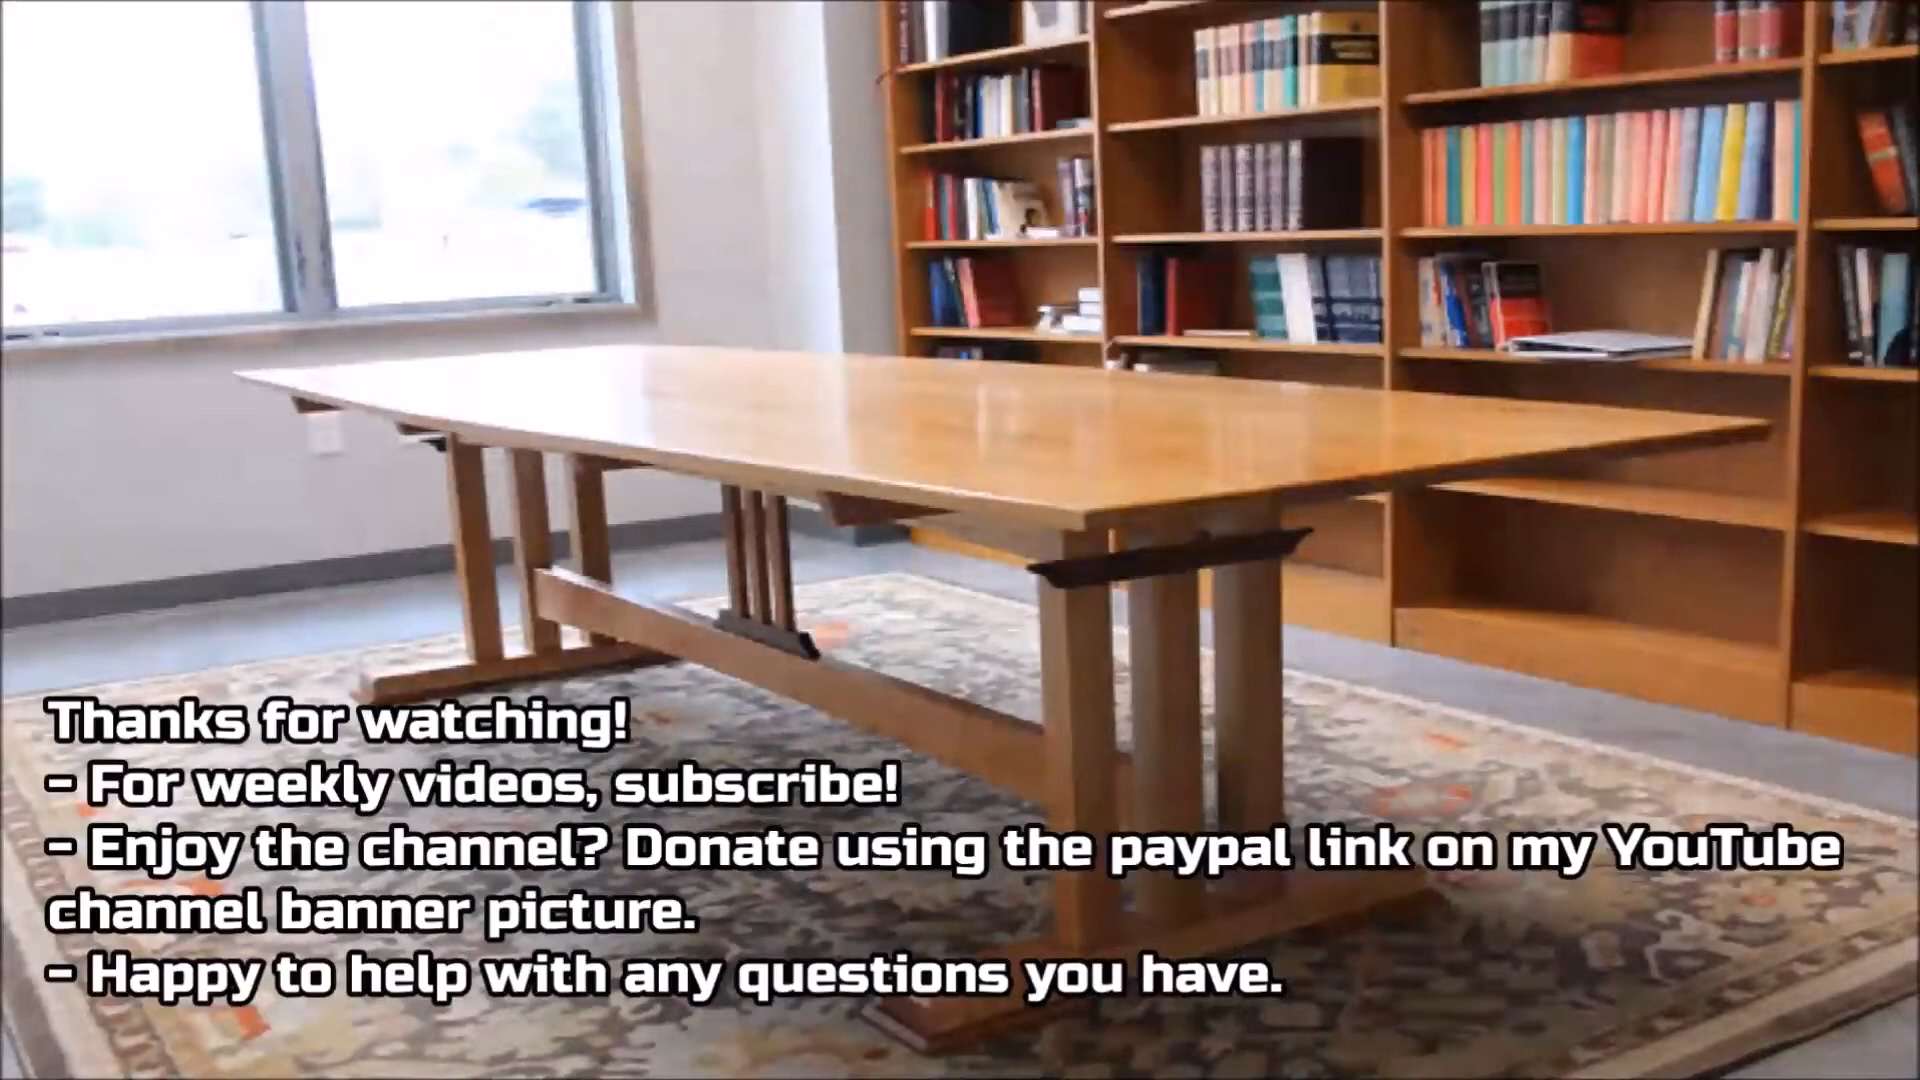 Thanks for watching!
- For weekly videos, subscribe!
- Enjoy the channel? Donate using the paypal link on my YouTube
channel banner picture.
- Happy to help with any questions you have.